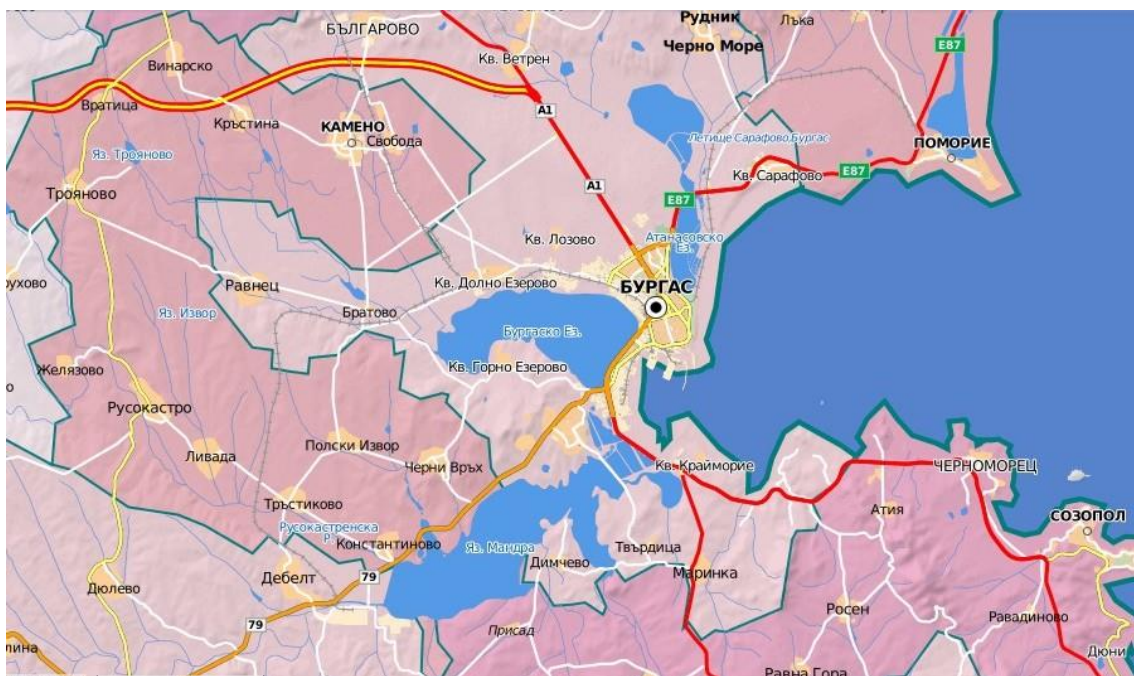 БЪЛГАРОВО
Рудник
Лъка
Черно Море
E87
Кв. Ветрен
Винарско
Вратица
A1
Кръстина
КАМЕНО
Свобода
Летище Сарафово,Бургас
ПОМОРИЕ
Яз. Трояново
Кв. Сарафово
E87
Трояново
A1
E87
Кв. Лозово
Атанасовско
Ез.
Кв. Долно Езерово
БУРГАС
Равнец
Яз. Извор
Братово
Бургаско Ез.
Желязово
Кв. Горно Езерово
Русокастро
Полски Извор
Ливада
Черни Връх
Кв. Крайморие
ЧЕРНОМОРЕЦ
Тръстиково
Атия
СОЗОПОЛ
Русокастренска
Р.
Константиново
Яз. Мандра
Твърдица
Димчево
Маринка
Дебелт
79
Дюлево
Росен
Равадиново
79
Присад
Дюни
Равна Гора